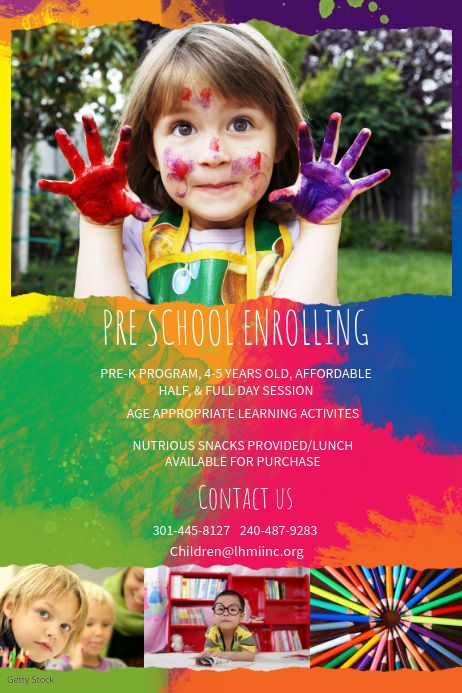 PRE SCHOOL ENROLLING
PRE-K PROGRAM, 4-5 YEARS OLD, AFFORDABLE
HALF, & FULL DAY SESSION
AGE APPROPRIATE LEARNING ACTIVITES
NUTRIOUS SNACKS PROVIDED/LUNCH
AVAILABLE FOR PURCHASE
CONTACT US
301-445-8127 240-487-9283
Children@lhmiinc.org
Getty Stock